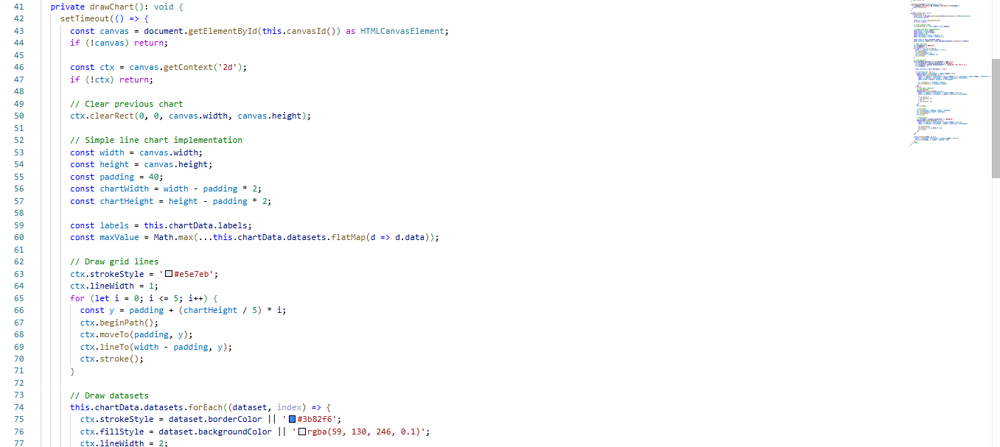 41 private drawChart(): void {
42 setTimeout(() => {
43 const canvas = document.getElementById(this.canvasId()) as HTMLCanvasElement;
44 if (!canvas) return;
45
46 const ctx = canvas.getContext('2d');
47 if (!ctx) return;
48
49 // Clear previous chart
50 ctx.clearRect(0, 0, canvas.width, canvas.height);
51
52 // Simple line chart implementation
53 const width = canvas.width;
54 const height = canvas.height;
55 const padding = 40;
56 const chartWidth = width - padding * 2;
57 const chartHeight = height - padding * 2;
58
59 const labels = this.chartData.labels;
60 const maxValue = Math.max(...this.chartData.datasets.flatMap(d => d.data));
61
62 // Draw grid lines
63 ctx.strokeStyle = '#e5e7eb';
64 ctx.lineWidth = 1;
65 for (let i = 0; i <= 5; i++) {
66 const y = padding + (chartHeight / 5) * i;
67 ctx.beginPath();
68 ctx.moveTo(padding, y);
69 ctx.lineTo(width - padding, y);
70 ctx.stroke();
71 }
72
73 // Draw datasets
74 this.chartData.datasets.forEach((dataset, index) => {
75 ctx.strokeStyle = dataset.borderColor || '#3b82f6';
76 ctx.fillStyle = dataset.backgroundColor || 'rgba(59, 130, 246, 0.1)';
77 ctx.lineWidth = 2;